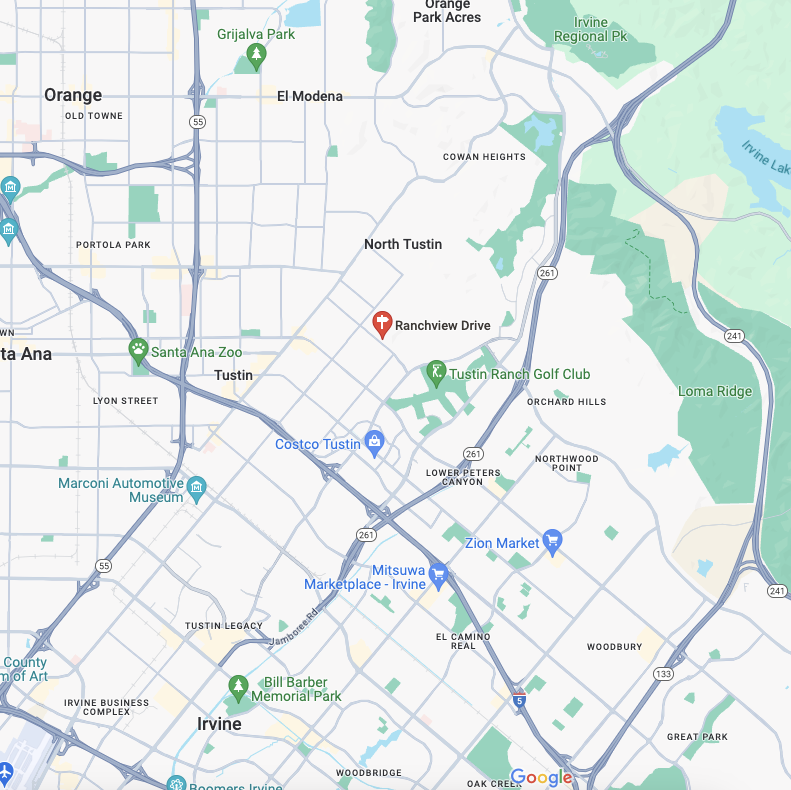 Orange
Park Acres
Irvine
Regional Pk
Grijalva Park
Orange
El Modena
OLD TOWNE
55
COWAN HEIGHTS
Irvine Lak
PORTOLA PARK
North Tustin
261
Ranchview Drive
WN
ta Ana
Santa Ana Zoo
241
Tustin
Tustin Ranch Golf Club
LYON STREET
Loma Ridge
ORCHARD HILLS
Costco Tustin
261
LOWER PETERS
CANYON
NORTHWOOD
POINT
Marconi Automotive
Museum
261
Zion Market
55
Mitsuwa
Marketplace - Irvine
241
Jamboree Rd
TUSTIN LEGACY
EL CAMINO
REAL
WOODBURY
County
m of Art
133
Bill Barber
Memorial Park
IRVINE BUSINESS
COMPLEX
5
Irvine
GREAT PARK
WOODBRIDGE
Google
OAK CREEK
Boomers Irvine